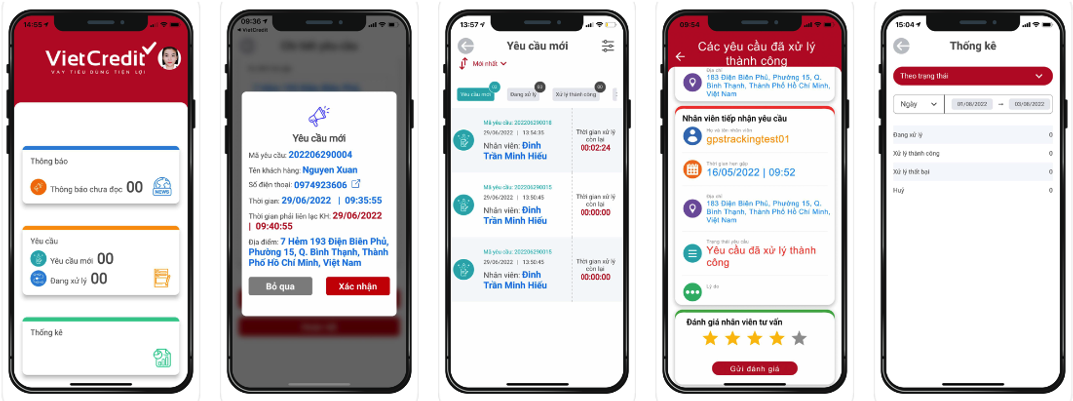 14:55
VietCredit
VAY TIÊU DÙNG TIỆN LỢI
Thông báo
Thông báo chưa đọc 00
NEWS
Yêu cầu
Yêu cầu mới 00
Đang xử lý 00
Thống kê
09:36
VietCredit
Yêu cầu mới
Mã yêu cầu: 202206290004
Tên khách hàng: Nguyen Xuan
Số điện thoại: 0974923606
Thời gian: 29/06/2022 | 09:35:55
Thời gian phải liên lạc KH: 29/06/2022
| 09:40:55
Địa điểm: 7 Hẻm 193 Điện Biên Phủ,
Phường 15, Q. Bình Thạnh, Thành
Phố Hồ Chí Minh, Việt Nam
Bỏ qua
Xác nhận
13:57
Yêu cầu mới
Mới nhất
Yêu cầu mới
Đang xử lý
Xử lý thành công
Mã yêu cầu: 202206290018
29/06/2022 | 13:54:35
Nhân viên: Đinh
Trần Minh Hiếu
Thời gian xử lý
còn lại
00:02:24
Mã yêu cầu: 202206290015
29/06/2022 | 13:50:45
Nhân viên: Đinh
Trần Minh Hiếu
Thời gian xử lý
còn lại
00:00:00
Mã yêu cầu: 202206290015
29/06/2022 | 13:50:45
Nhân viên: Đinh
Trần Minh Hiếu
Thời gian xử lý
còn lại
00:00:00
09:54
Các yêu cầu đã xử lý
thành công
Địa chỉ
183 Điện Biên Phủ, Phường 15, Q.
Bình Thạnh, Thành Phố Hồ Chí Minh,
Việt Nam
Nhân viên tiếp nhận yêu cầu
Họ và tên nhân viên
gpstrackingtest01
Thời gian hẹn gặp
16/05/2022 | 09:52
Địa chỉ
183 Điện Biên Phủ, Phường 15, Q.
Bình Thạnh, Thành Phố Hồ Chí Minh,
Việt Nam
Trạng thái yêu cầu
Yêu cầu đã xử lý thành
công
Lý do
Đánh giá nhân viên tư vấn
Gửi đánh giá
15:04
Thống kê
Theo trạng thái
Ngày
01/08/2022 → 03/08/2022
Đang xử lý 0
Xử lý thành công 0
Xử lý thất bại 0
Huỷ 0